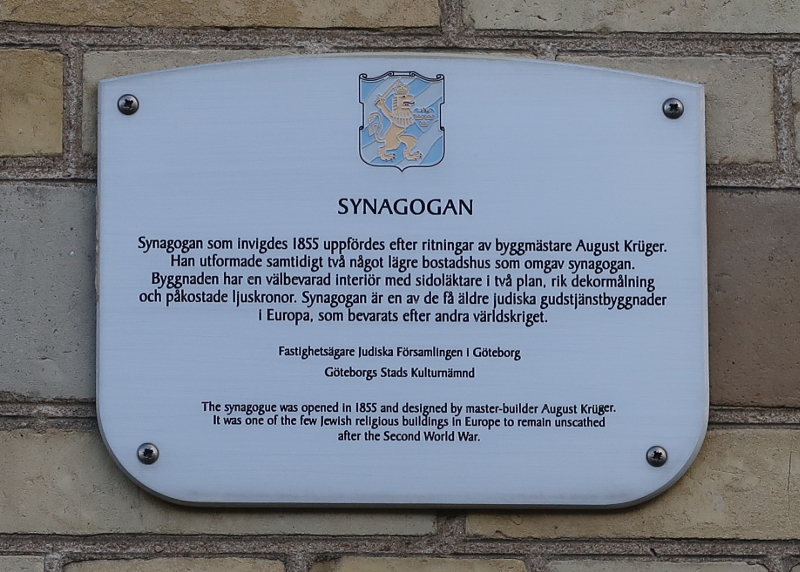 SYNAGOGAN
Synagogan som invigdes 1855 uppfördes efter ritningar av byggmästare August Krüger.
Han utformade samtidigt två något lägre bostadshus som omgav synagogan.
Byggnaden har en välbevarad interiör med sidoläktare i två plan, rik dekormålning
och påkostade ljuskronor. Synagogan är en av de få äldre judiska gudstjänstbyggnader
i Europa, som bevarats efter andra världskriget.
Fastighetsägare Judiska Församlingen i Göteborg
Göteborgs Stads Kulturnämnd
The synagogue was opened in 1855 and designed by master-builder August Krüger.
It was one of the few Jewish religious buildings in Europe to remain unscathed
after the Second World War.